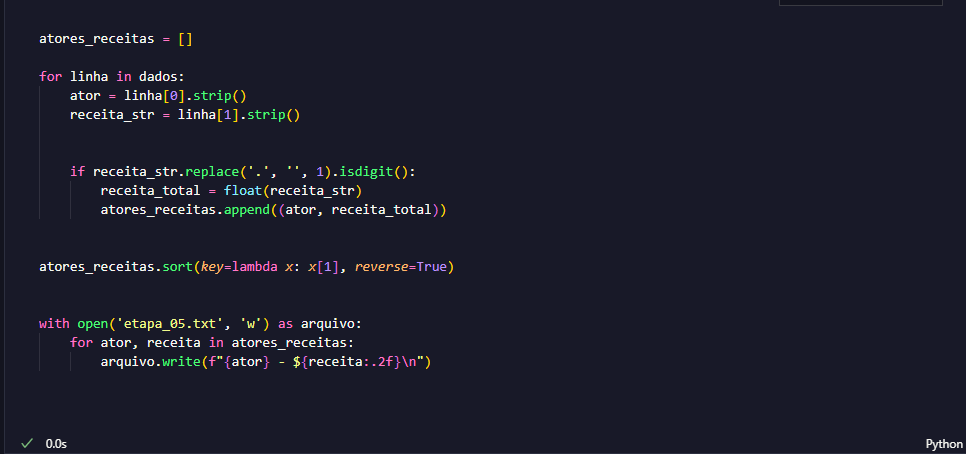 atores_receitas = []
for linha in dados:
    ator = linha[0].strip()
    receita_str = linha[1].strip()
    if receita_str.replace('.', '', 1).isdigit():
        receita_total = float(receita_str)
        atores_receitas.append((ator, receita_total))
atores_receitas.sort(key=lambda x: x[1], reverse=True)
with open('etapa_05.txt', 'w') as arquivo:
    for ator, receita in atores_receitas:
        arquivo.write(f"{ator} - ${receita:.2f}\n")
0.0s
Python